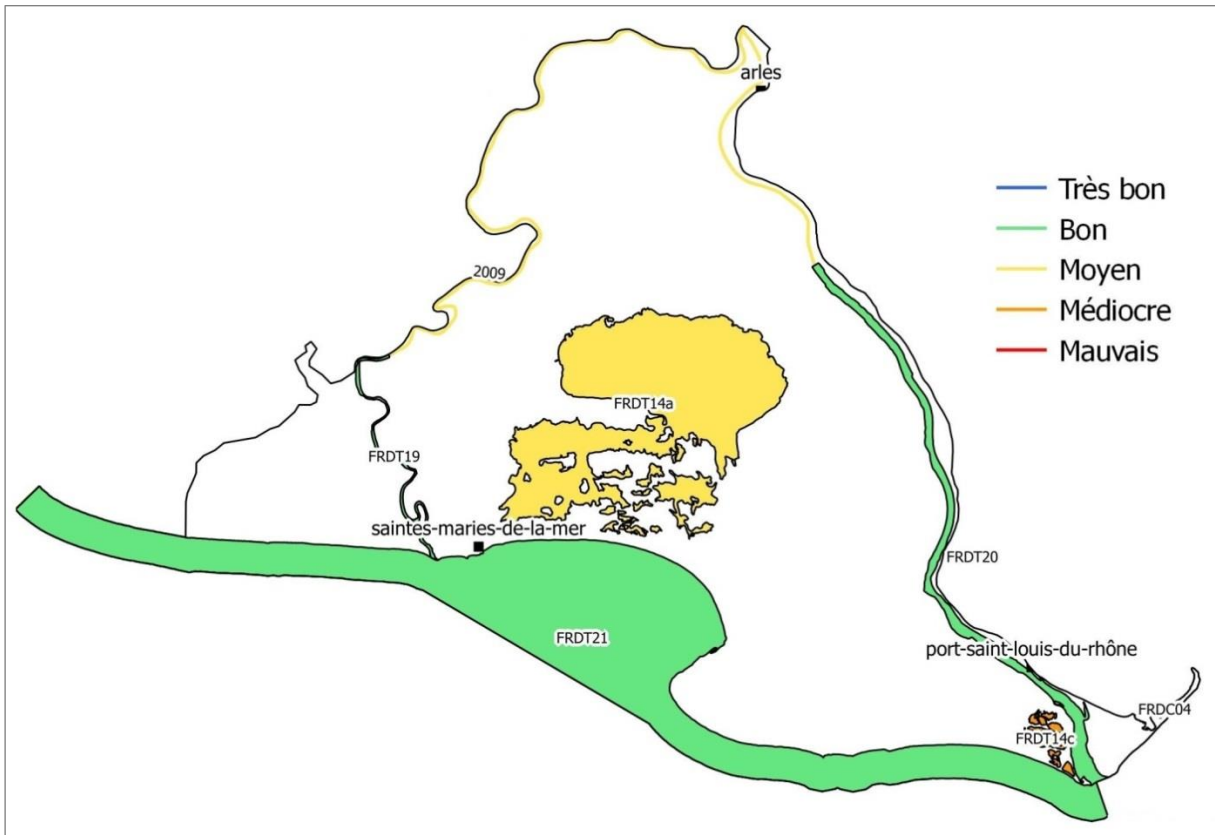 arles
Très bon
Bon
Moyen
Médiocre
Mauvais
2009
FRDT14a
FRDT19
saintes-maries-de-la-mer
FRDT20
FRDT21
port-saint-louis-du-rhône
FRDC04
FRDT14c